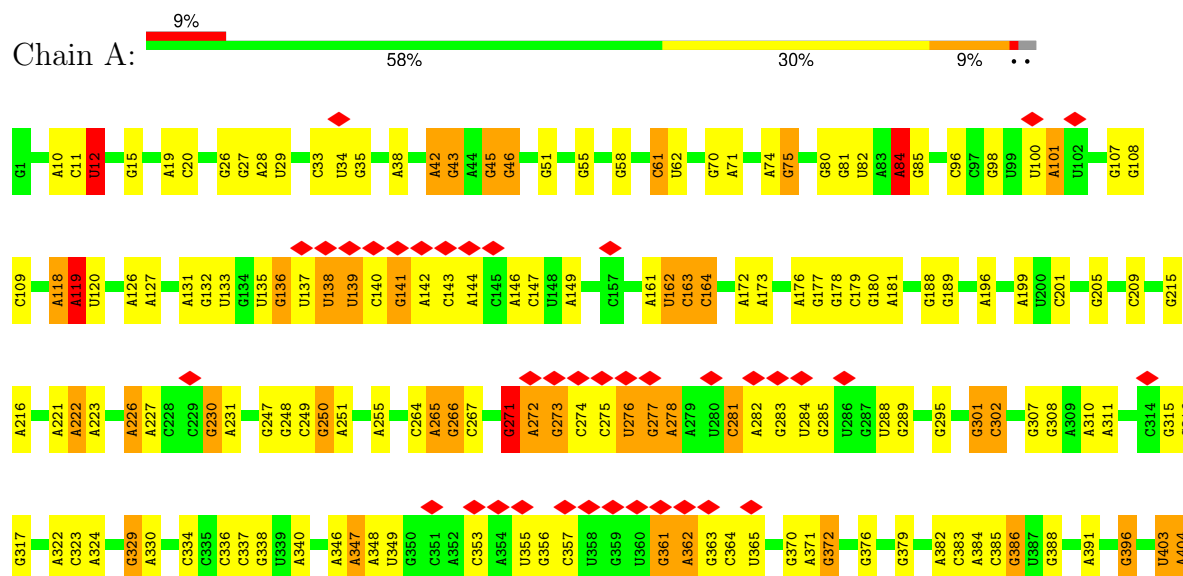 9%
Chain A:
58% 30% 9% • •
G1 A10 C11 U12 G15 A19 C20 G26 G27 A28 U29 C33 U34 G35 A38 A42 G43 A44 G45 G46 G51 G55 G58 C61 U62 G70 A71 A74 G75 G80 G81 U82 A83 A84 G85 C96 C97 G98 U99 U100 A101 U102 G107 G108
C109 A118 A119 U120 A126 A127 A131 G132 U133 G134 U135 G136 U137 U138 U139 C140 G141 A142 C143 A144 C145 A146 C147 U148 A149 C157 A161 U162 C163 C164 A172 A173 A176 G177 C178 C179 G180 A181 G188 G189 A196 A199 U200 C201 G205 C209 G215
A216 A221 A222 A223 A226 A227 C228 C229 G230 A231 G247 G248 C249 G250 A251 A255 C264 A265 G266 C267 G271 A272 G273 C274 C275 U276 G277 A278 A279 U280 C281 A282 G283 U284 G285 U286 G287 U288 G289 G295 G301 C302 G307 G308 A309 A310 A311 C314 G315
G317 A322 C323 A324 G329 A330 C334 C335 C336 C337 G338 U339 A340 A346 A347 A348 U349 G350 C351 A352 C353 A354 U355 G356 C357 U358 G359 U360 G361 A362 G363 C364 U365 G370 A371 G372 G376 G379 A382 C383 A384 C385 G386 U387 G388 A391 G396 U403 A404